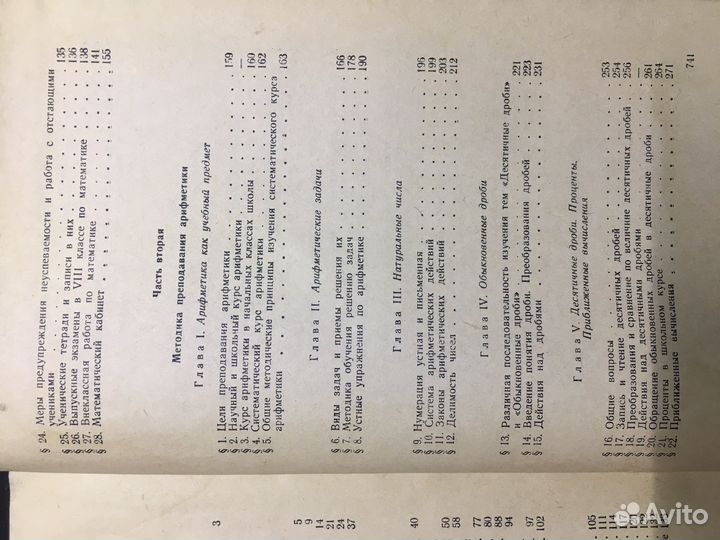 § 24. Меры предупреждения неуспеваемости и работа с отстающими
учениками . . . . . . . . . . 135
§ 25. Ученические тетради и записи в них . . . . 136
§ 26. Выпускные экзамены в VIII классе . . . . 138
§ 27. Внеклассная работа по математике . . . . 141
§ 28. Математический кабинет . . . . 155
Часть вторая
Методика преподавания арифметики
Глава I. Арифметика как учебный предмет
§ 1. Цели преподавания арифметики . . . . 159
§ 2. Научный и школьный курс арифметики . . . . —
§ 3. Курс арифметики в начальных классах школы . . . . 160
§ 4. Систематический курс арифметики . . . . 162
§ 5. Общие методические принципы изучения систематического курса
арифметики . . . . . . . . . . 163
Глава II. Арифметические задачи
§ 6. Виды задач и приемы решения их . . . . 166
§ 7. Методика обучения решению задач . . . . 178
§ 8. Устные упражнения по арифметике . . . . 190
Глава III. Натуральные числа
§ 9. Нумерация устная и письменная . . . . 196
§ 10. Система арифметических действий . . . . 199
§ 11. Законы арифметических действий . . . . 203
§ 12. Делимость чисел . . . . 212
Глава IV. Обыкновенные дроби
§ 13. Различная последовательность изучения тем «Десятичные дроби»
и «Обыкновенные дроби» . . . . 221
§ 14. Введение понятия дроби. Преобразования дробей . . . . 223
§ 15. Действия над дробями . . . . 231
Глава V. Десятичные дроби. Проценты.
Приближенные вычисления
§ 16. Общие вопросы . . . . 253
§ 17. Запись и чтение десятичных дробей . . . . 254
§ 18. Преобразования и сравнение по величине десятичных дробей . . . . 256
§ 19. Действия над десятичными дробями . . . . —
§ 20. Обращение обыкновенных дробей в десятичные дроби . . . . 261
§ 21. Проценты в школьном курсе . . . . 264
§ 22. Приближенные вычисления . . . . 271
741
3
5
9
14
21
24
37
40
50
58
77
80
88
94
97
102
105
111
114
Avito